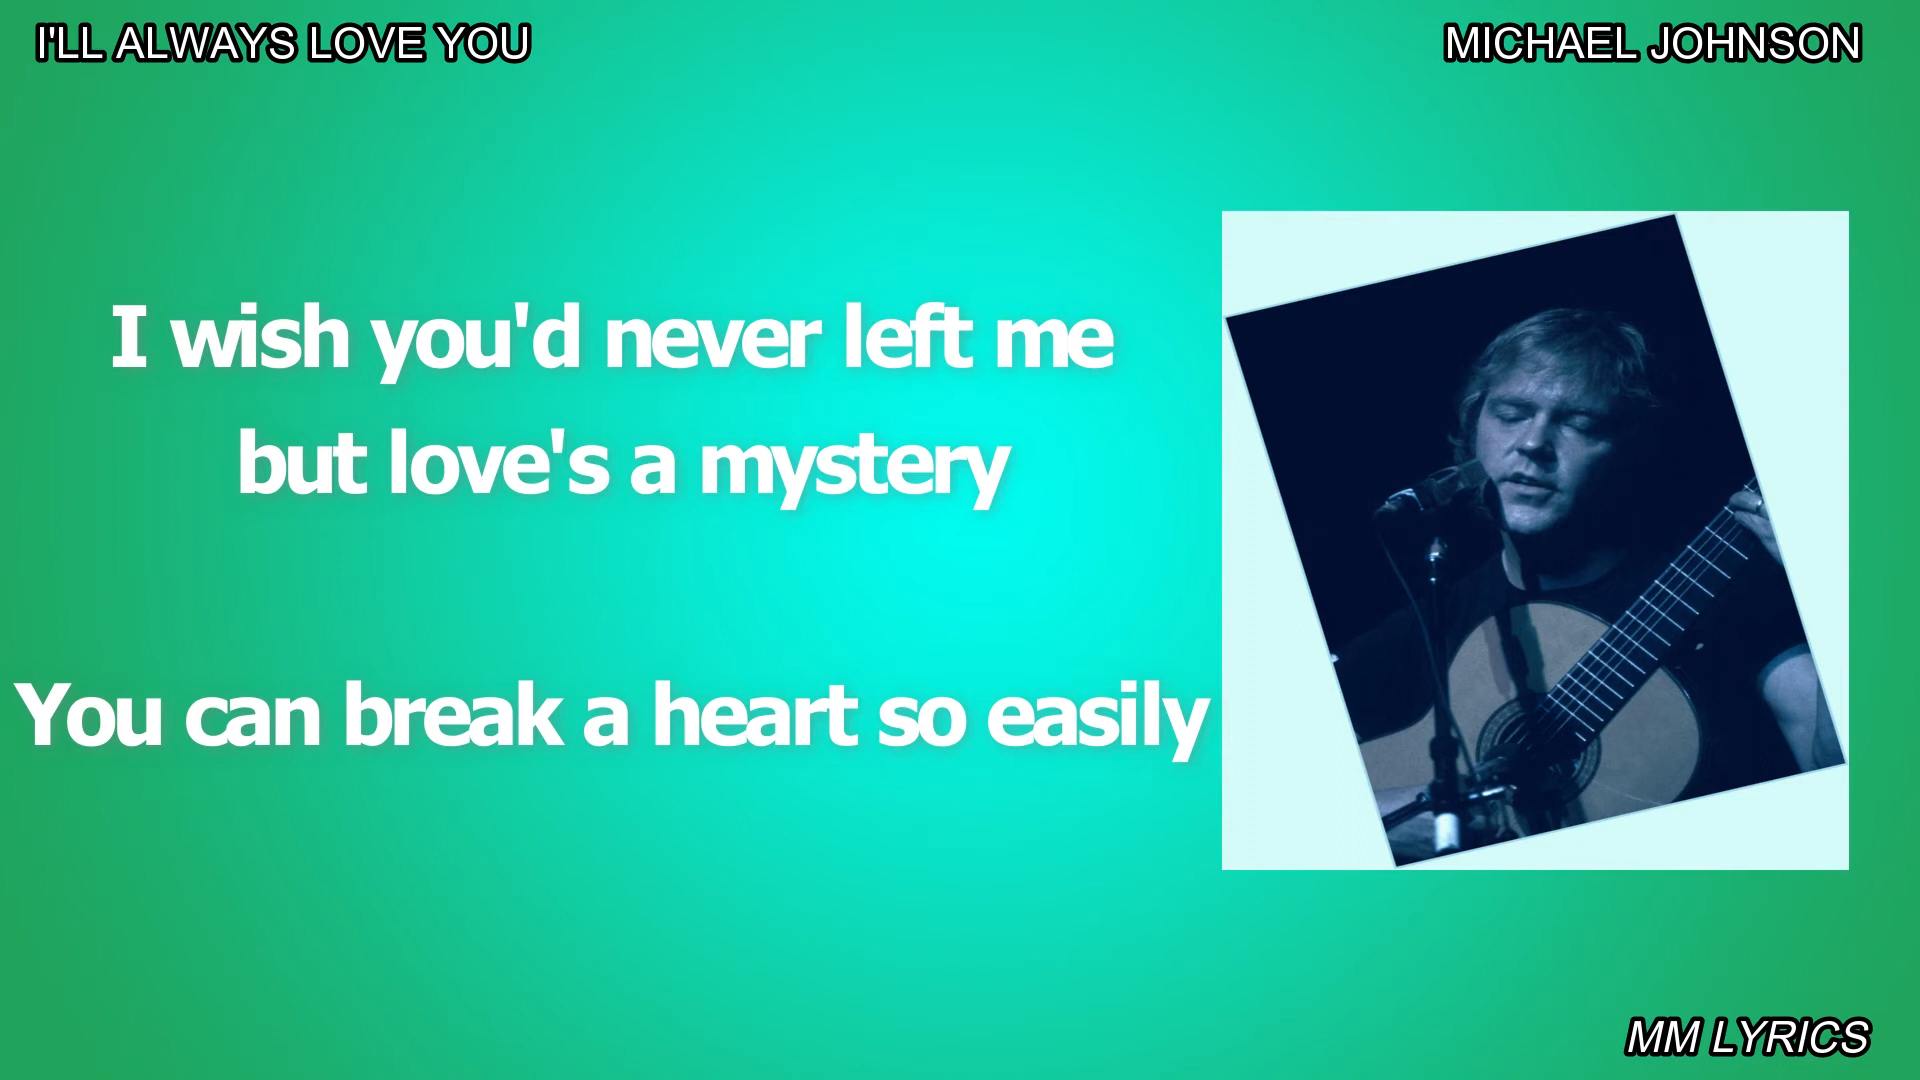 I'LL ALWAYS LOVE YOU
MICHAEL JOHNSON
I wish you'd never left me
but love's a mystery
You can break a heart so easily
MM LYRICS